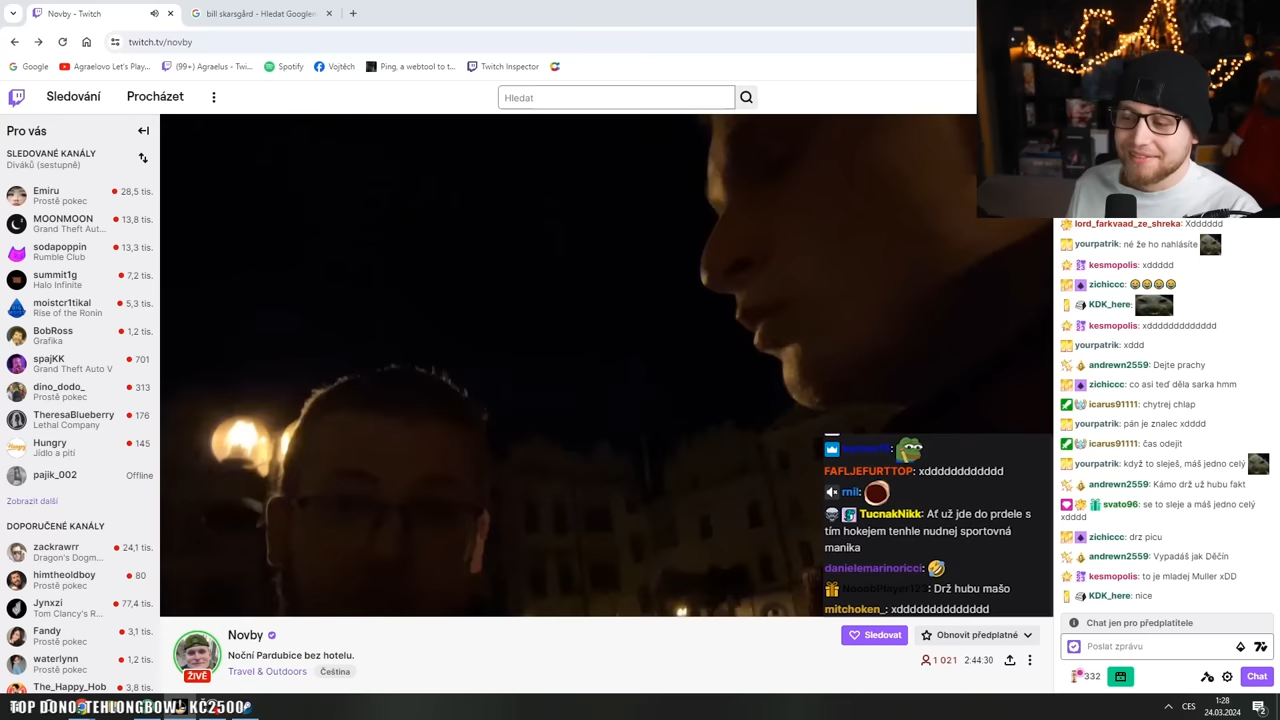 Novby - Twitch
bill skarsgård - Hledat Google
twitch.tv/novby
Google
Agraelovo Let's Play...
(99+) Agraelus - Twi...
Spotify
Vojtěch
Ping, a webtool to t...
Twitch Inspector
Sledování
Procházet
Hledat
Pro vás
SLEDOVANÉ KANÁLY
Diváků (sestupně)
Emiru
28,5 tis.
Prostě pokec
MOONMOON
13,8 tis.
Grand Theft Aut...
sodapoppin
13,3 tis.
Rumble Club
summit1g
7,2 tis.
Halo Infinite
moistcr1tikal
5,3 tis.
Rise of the Ronin
BobRoss
1,2 tis.
Grafika
spajKK
701
Grand Theft Auto V
dino_dodo_
313
Prostě pokec
TheresaBlueberry
176
Lethal Company
Hungry
145
Jídlo a pití
pajik_002
Offline
Zobrazit další
DOPORUČENÉ KANÁLY
zackrawrr
24,1 tis.
Dragon's Dogm...
himtheoldboy
80
Prostě pokec
Jynxzi
77,4 tis.
Tom Clancy's R...
Fandy
3,1 tis.
Prostě pokec
waterlynn
1,2 tis.
Prostě pokec
The_Happy_Hob
3,8 tis.
FAFLJEFURTTOP: xdddddddddddd
rnil:
TucnakNikk: Ať už jde do prdele s
tím hokejem tenhle nudnej sportovná
manika
danielemarinoricci:
NooobPlayer123: Drž hubu mašo
mitchoken_: xdddddddddddddd
Novby
Noční Pardubice bez hotelu.
Travel & Outdoors
Čeština
ŽIVĚ
Sledovat
Obnovit předplatné
1 021
2:44:30
lord_farkvaad_ze_shreka: Xdddddd
yourpatrik: né že ho nahlásíte
kesmopolis: xddddd
zichiccc: 😂😂😂😂
KDK_here:
kesmopolis: xddddddddddddd
yourpatrik: xddd
andrewn2559: Dejte prachy
zichiccc: co asi teď děla sarka hmm
icarus91111: chytrej chlap
yourpatrik: pán je znalec xdddd
icarus91111: čas odejít
yourpatrik: když to sleješ, máš jedno celý
andrewn2559: Kámo drž už hubu fakt
svato96: se to sleje a máš jedno celý
xdddd
zichiccc: drz picu
andrewn2559: Vypadáš jak Děčín
kesmopolis: to je mladej Muller xDD
KDK_here: nice
Chat jen pro předplatitele
Poslat zprávu
332
Chat
CES
1:28
24.03.2024
2